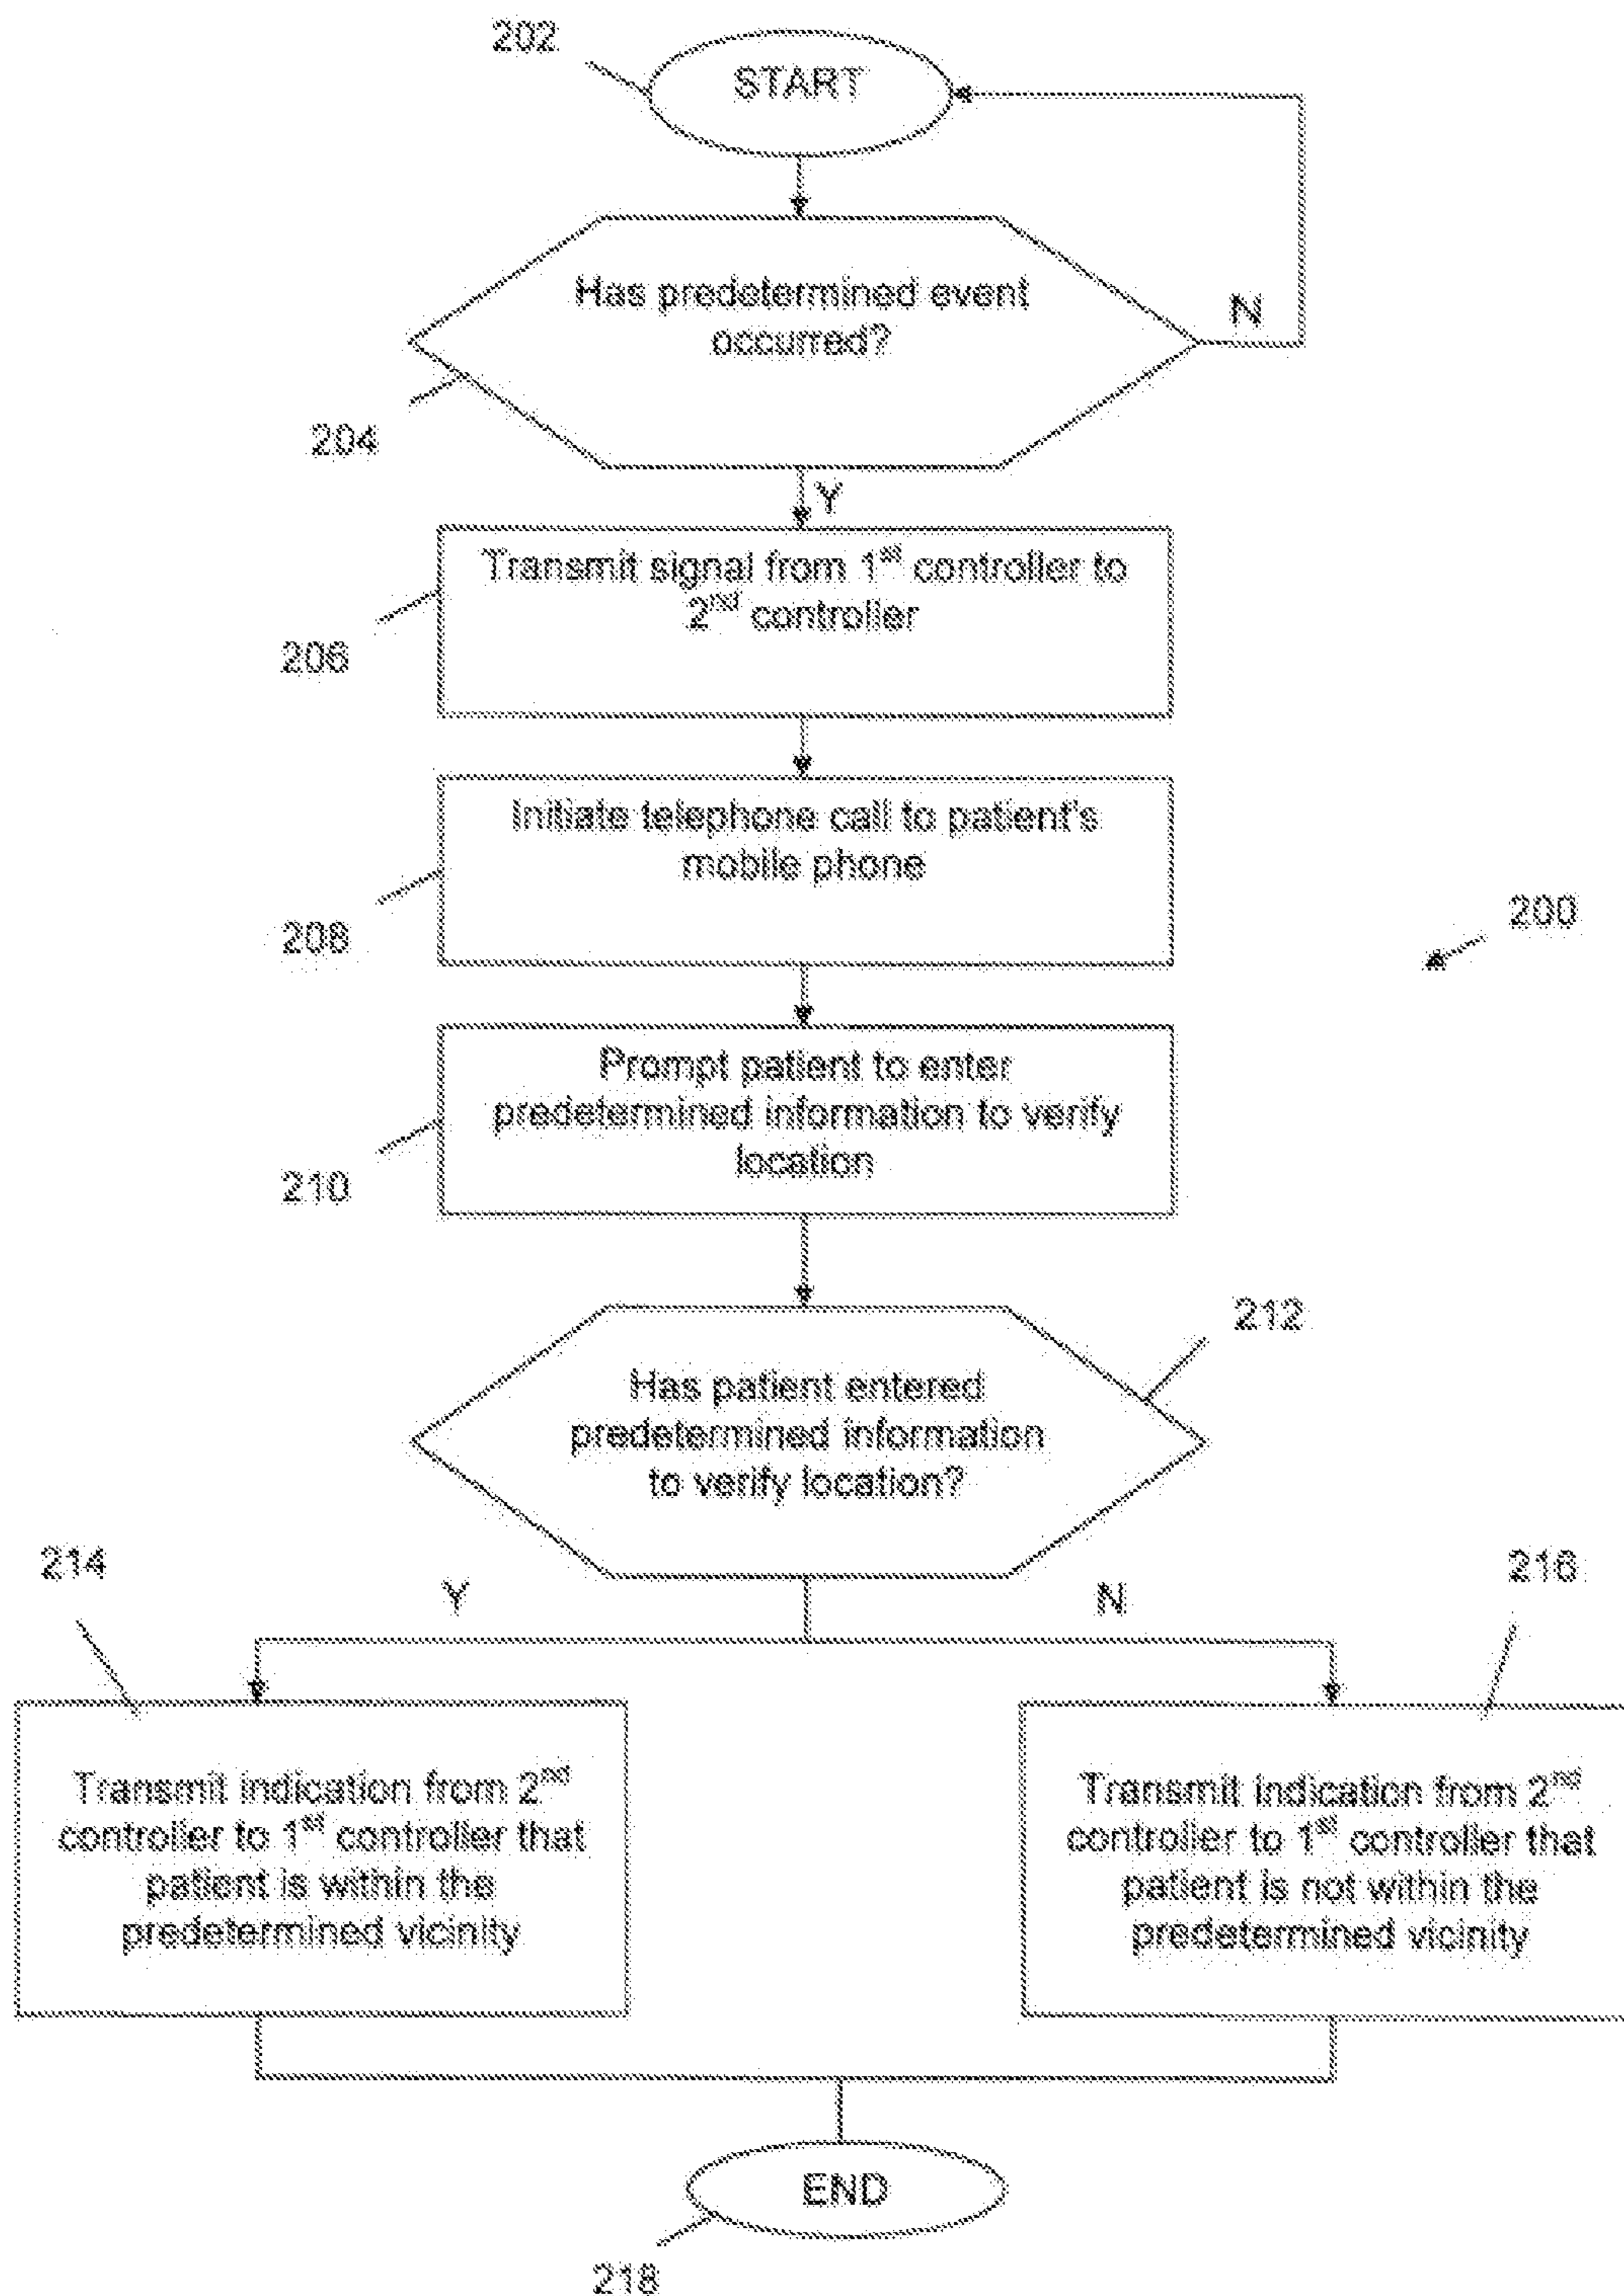 202
START
Has predetermined event
occurred?
N
204
Y
Transmit signal from 1st controller to
2nd controller
206
Initiate telephone call to patient's
mobile phone
208
200
Prompt patient to enter
predetermined information to verify
location
210
212
Has patient entered
predetermined information
to verify location?
214
Y
N
216
Transmit indication from 2nd
controller to 1st controller that
patient is within the
predetermined vicinity
Transmit indication from 2nd
controller to 1st controller that
patient is not within the
predetermined vicinity
END
218